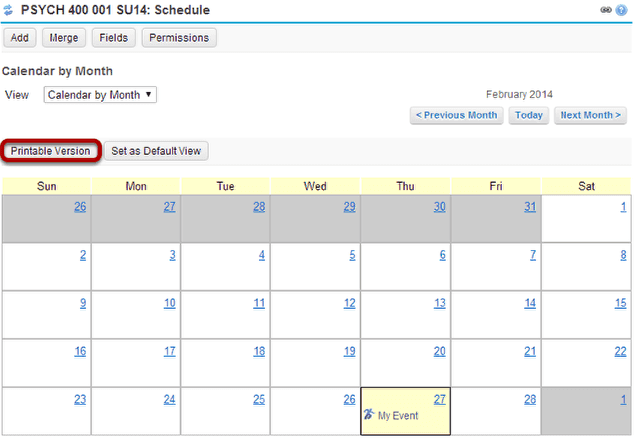 PSYCH 400 001 SU14: Schedule
Add Merge Fields Permissions
Calendar by Month
View Calendar by Month February 2014
< Previous Month Today Next Month >
Printable Version Set as Default View
Sun Mon Tue Wed Thu Fri Sat
26 27 28 29 30 31 1
2 3 4 5 6 7 8
9 10 11 12 13 14 15
16 17 18 19 20 21 22
23 24 25 26 27 28 1
My Event